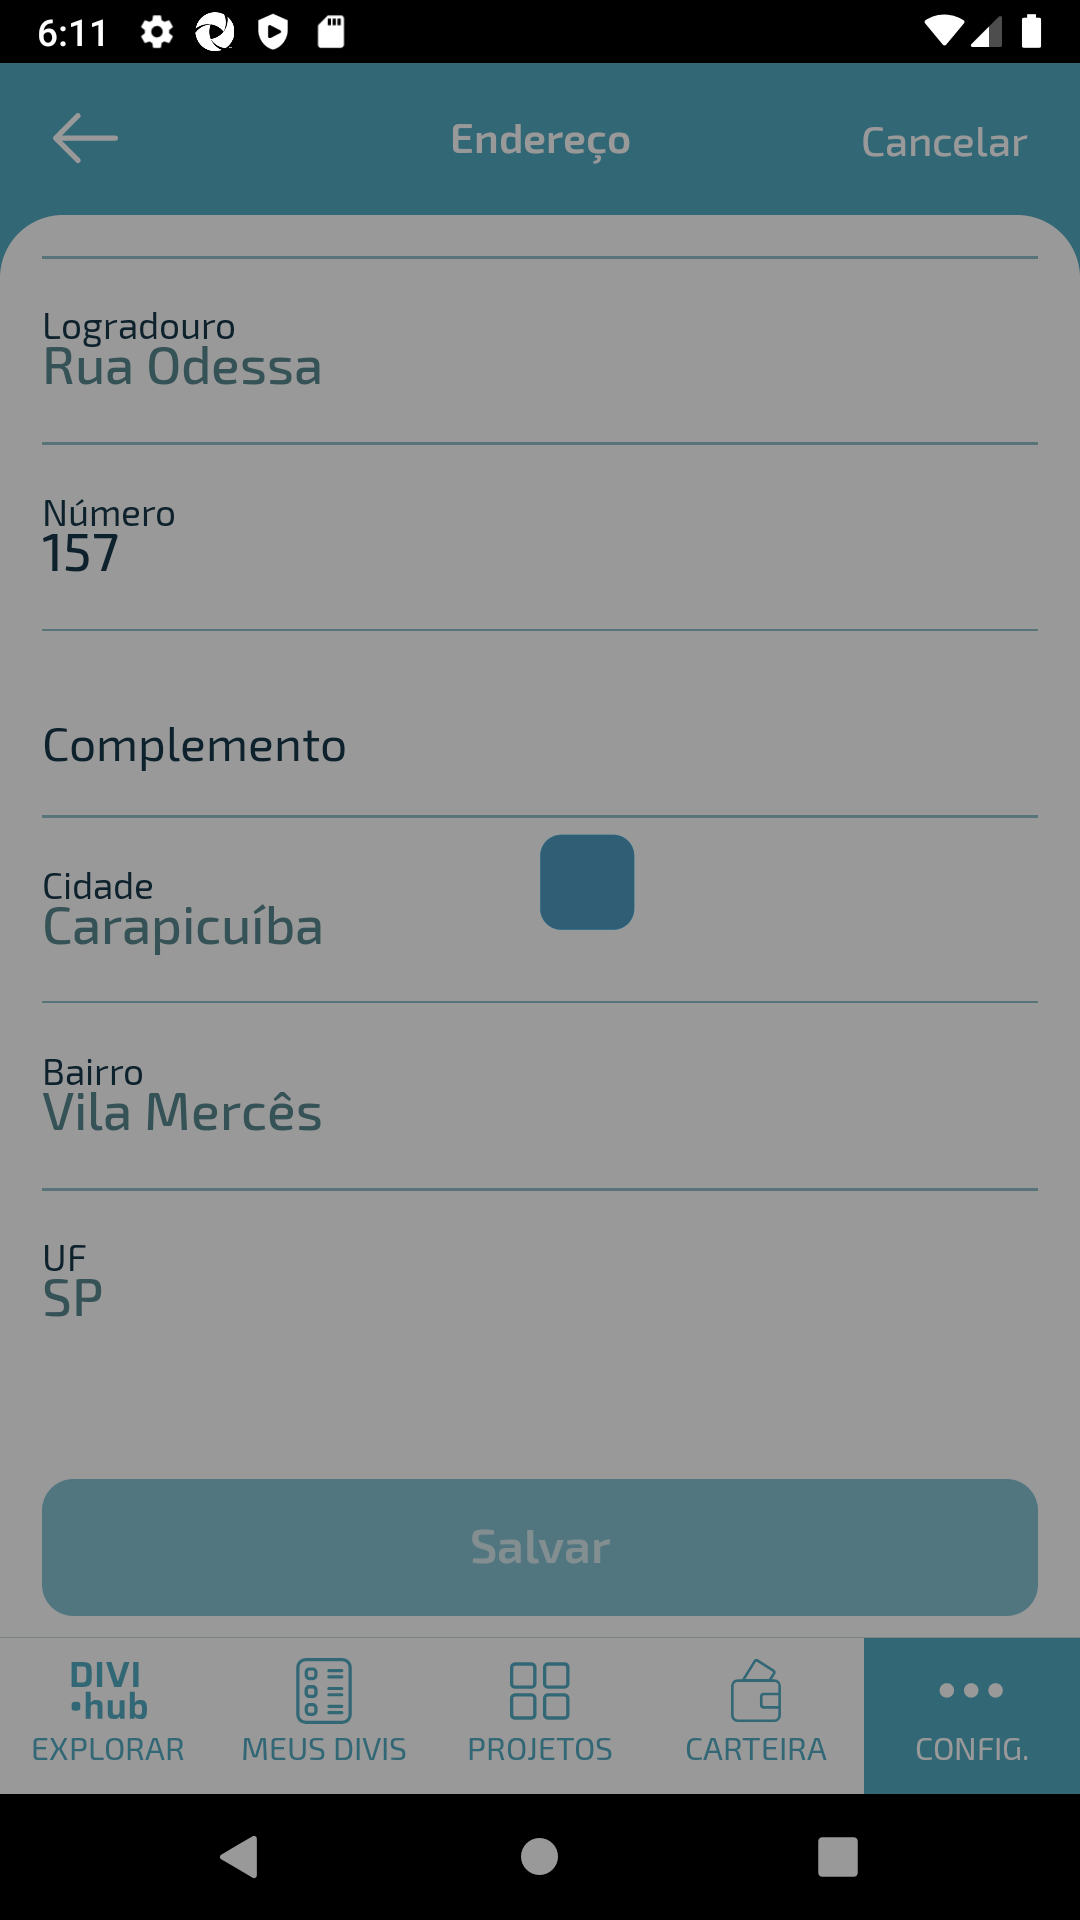 6:11
Endereço
Cancelar
Logradouro
Rua Odessa
Número
157
Complemento
Cidade
Carapicuíba
Bairro
Vila Mercês
UF
SP
Salvar
DIVI
•hub
EXPLORAR
MEUS DIVIS
PROJETOS
CARTEIRA
CONFIG.